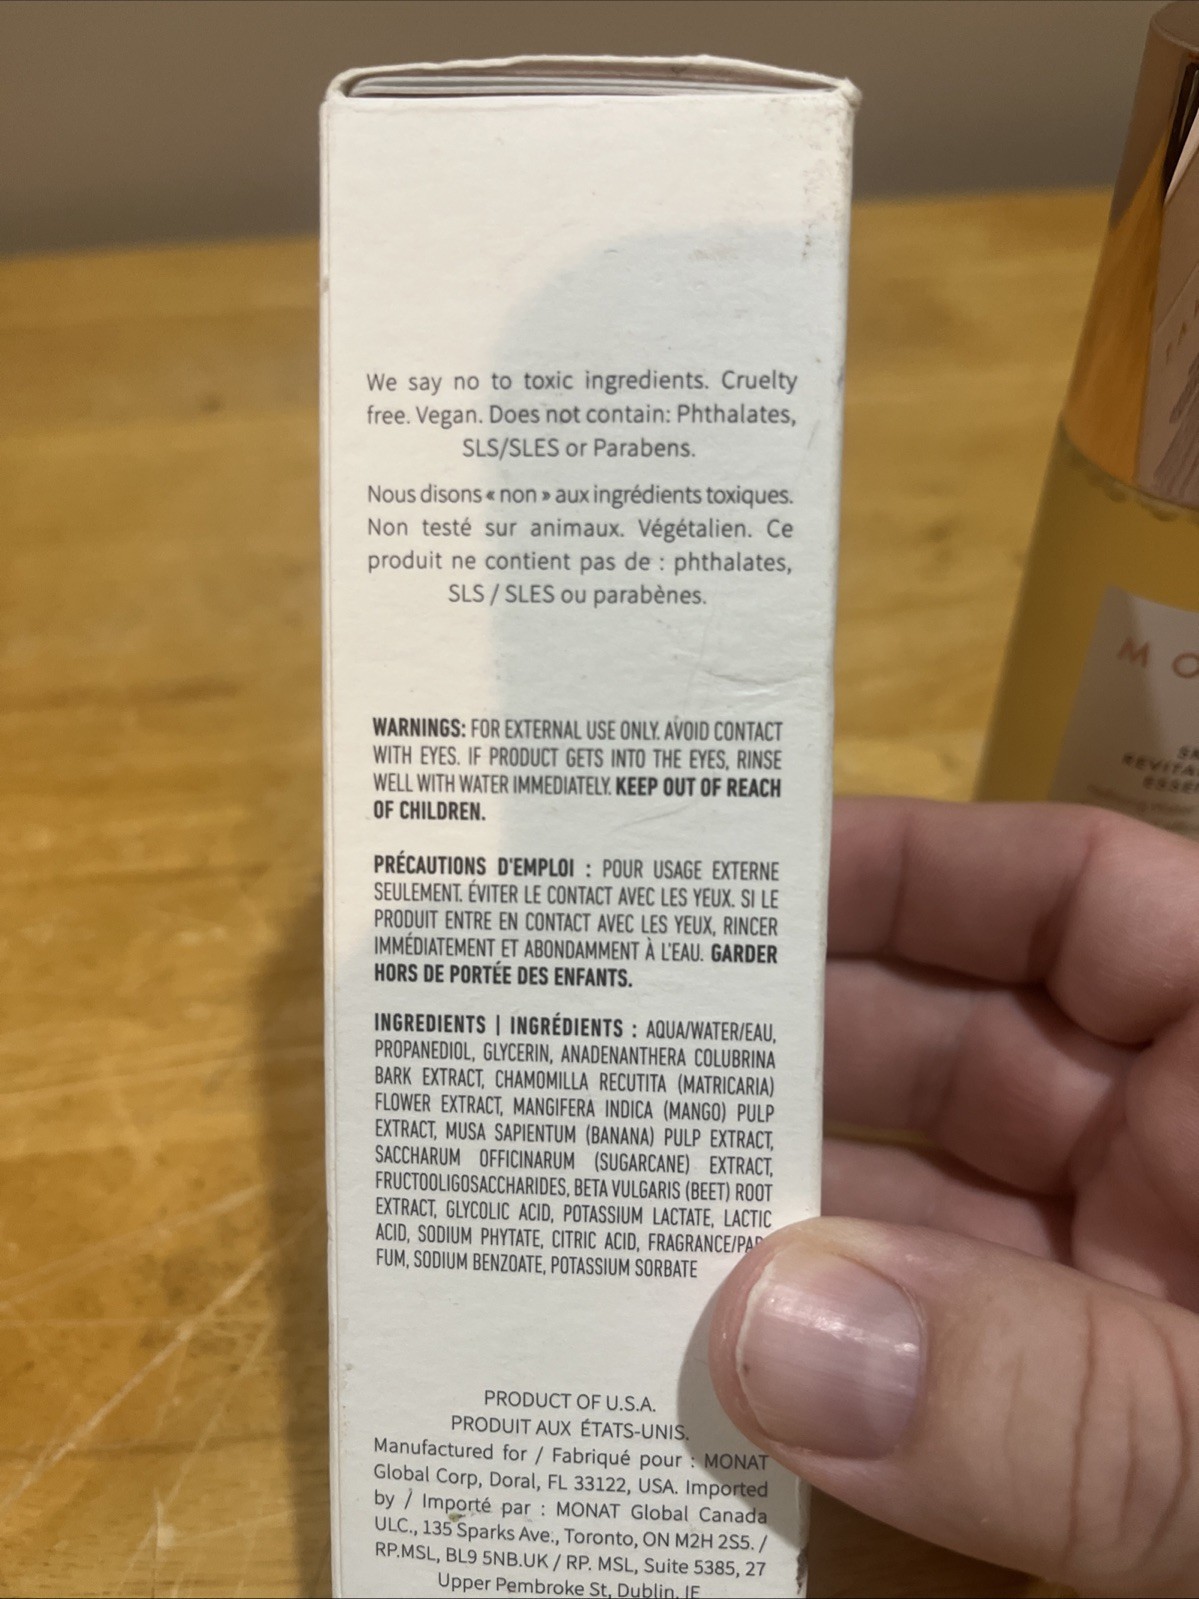 We say no to toxic ingredients. Cruelty
free. Vegan. Does not contain: Phthalates,
SLS/SLES or Parabens.
Nous disons « non » aux ingrédients toxiques.
Non testé sur animaux. Végétalien. Ce
produit ne contient pas de : phthalates,
SLS / SLES ou parabènes.
WARNINGS: FOR EXTERNAL USE ONLY. AVOID CONTACT
WITH EYES. IF PRODUCT GETS INTO THE EYES, RINSE
WELL WITH WATER IMMEDIATELY. KEEP OUT OF REACH
OF CHILDREN.
PRÉCAUTIONS D'EMPLOI : POUR USAGE EXTERNE
SEULEMENT. ÉVITER LE CONTACT AVEC LES YEUX. SI LE
PRODUIT ENTRE EN CONTACT AVEC LES YEUX, RINCER
IMMÉDIATEMENT ET ABONDAMMENT À L'EAU. GARDER
HORS DE PORTÉE DES ENFANTS.
INGREDIENTS | INGRÉDIENTS : AQUA/WATER/EAU,
PROPANEDIOL, GLYCERIN, ANADENANTHERA COLUBRINA
BARK EXTRACT, CHAMOMILLA RECUTITA (MATRICARIA)
FLOWER EXTRACT, MANGIFERA INDICA (MANGO) PULP
EXTRACT, MUSA SAPIENTUM (BANANA) PULP EXTRACT,
SACCHARUM OFFICINARUM (SUGARCANE) EXTRACT,
FRUCTOOLIGOSACCHARIDES, BETA VULGARIS (BEET) ROOT
EXTRACT, GLYCOLIC ACID, POTASSIUM LACTATE, LACTIC
ACID, SODIUM PHYTATE, CITRIC ACID, FRAGRANCE/PAR-
FUM, SODIUM BENZOATE, POTASSIUM SORBATE
PRODUCT OF U.S.A.
PRODUIT AUX ÉTATS-UNIS.
Manufactured for / Fabriqué pour : MONAT
Global Corp, Doral, FL 33122, USA. Imported
by / Importé par : MONAT Global Canada
ULC., 135 Sparks Ave., Toronto, ON M2H 2S5. /
RP.MSL, BL9 5NB.UK / RP. MSL, Suite 5385, 27
Upper Pembroke St, Dublin, IE
MO